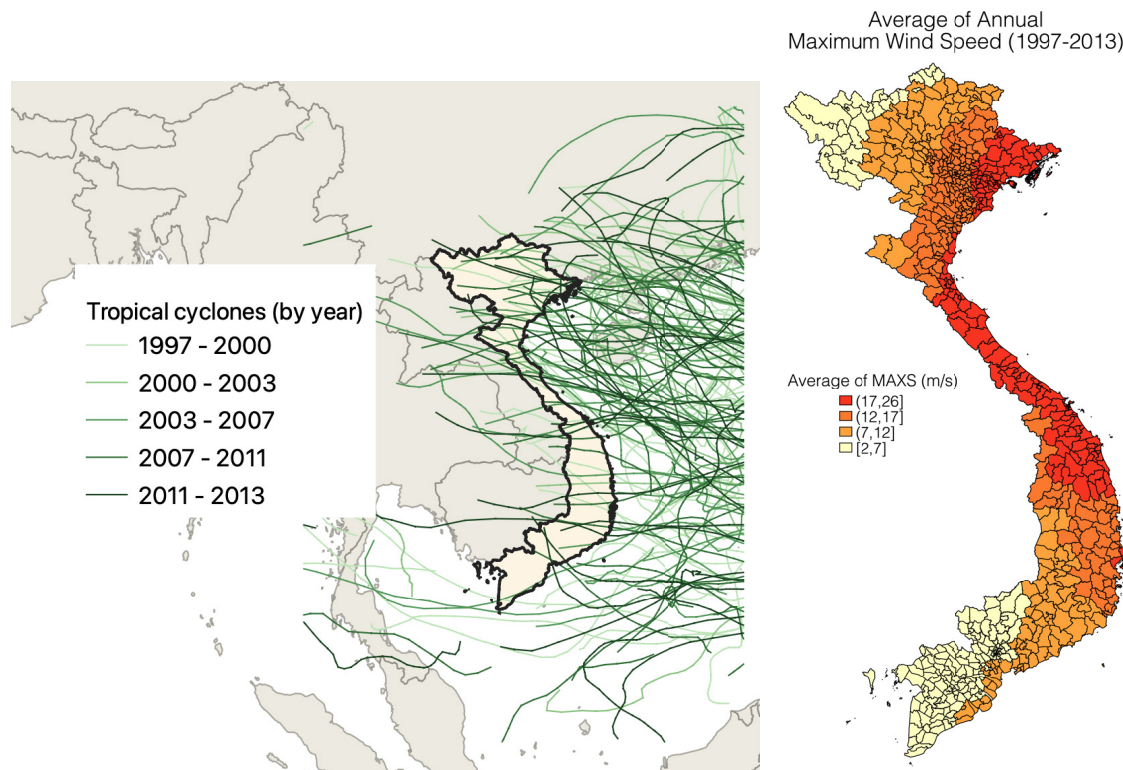 Average of Annual
Maximum Wind Speed (1997-2013)
Tropical cyclones (by year)
1997 - 2000
2000 - 2003
2003 - 2007
2007 - 2011
2011 - 2013
Average of MAXS (m/s)
(17,26]
(12,17]
(7,12]
[2,7]